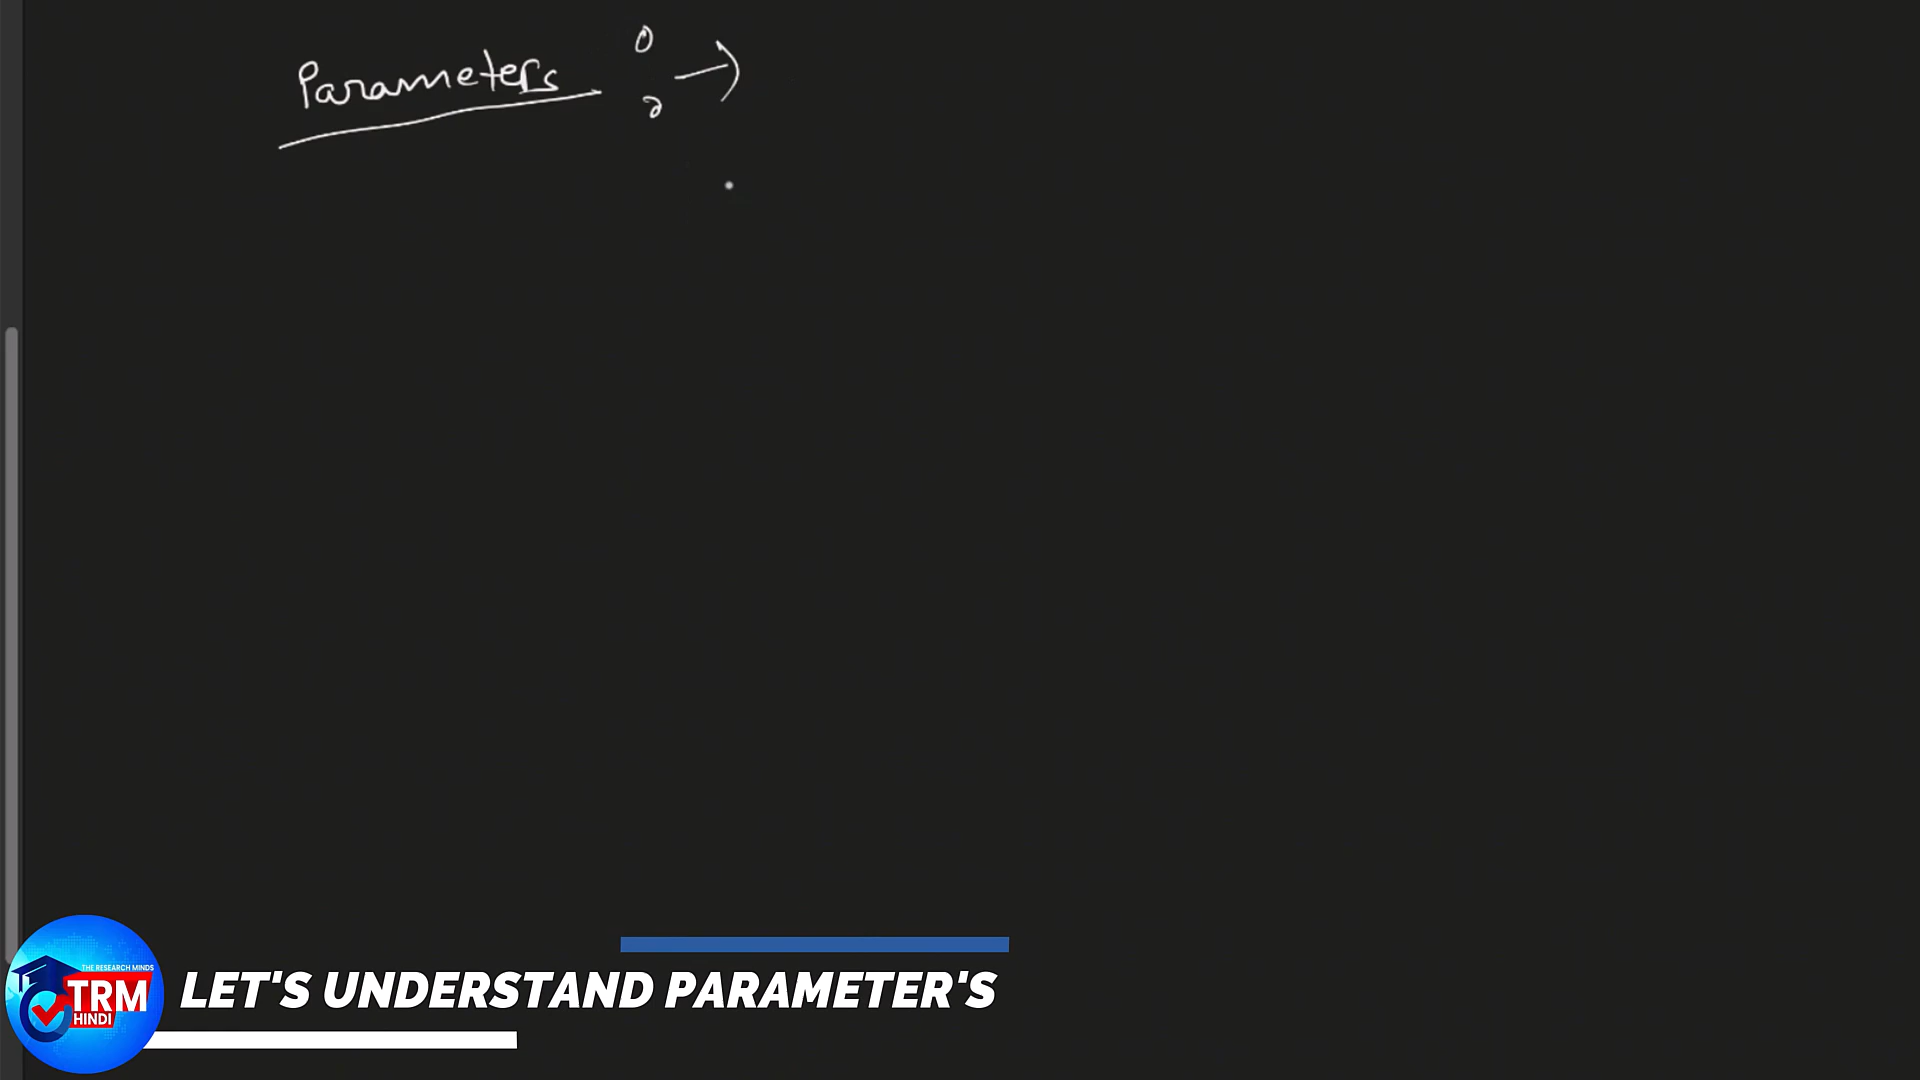 Parameters :→
THE RESEARCH MINDS
TRM
HINDI
LET'S UNDERSTAND PARAMETER'S